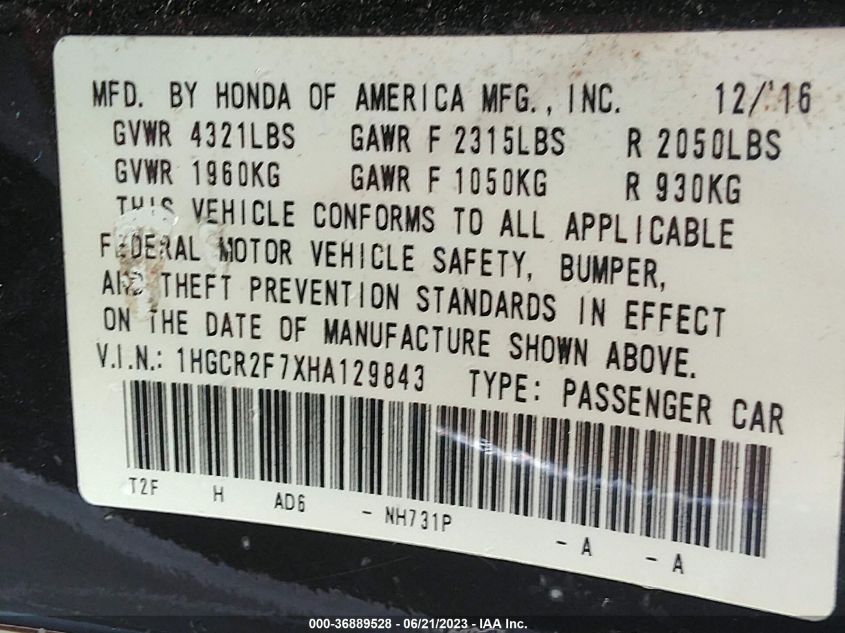 MFD. BY HONDA OF AMERICA MFG., INC. 12/'16
GVWR 4321LBS GAWR F 2315LBS R 2050LBS
GVWR 1960KG GAWR F 1050KG R 930KG
THIS VEHICLE CONFORMS TO ALL APPLICABLE
FEDERAL MOTOR VEHICLE SAFETY, BUMPER,
AND THEFT PREVENTION STANDARDS IN EFFECT
ON THE DATE OF MANUFACTURE SHOWN ABOVE.
V.I.N.: 1HGCR2F7XHA129843 TYPE: PASSENGER CAR
T2F H AD6 - NH731P - A - A
000-36889528 - 06/21/2023 - IAA Inc.